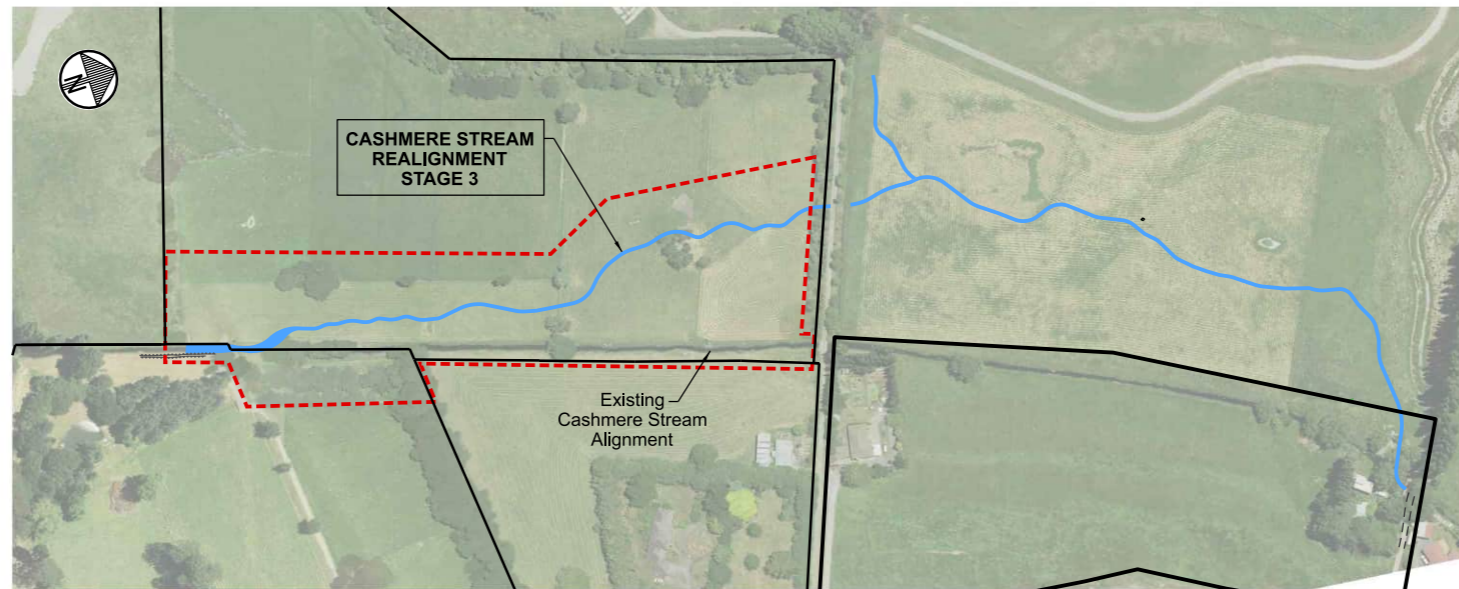 N
CASHMERE STREAM
REALIGNMENT
STAGE 3
Existing
Cashmere Stream
Alignment